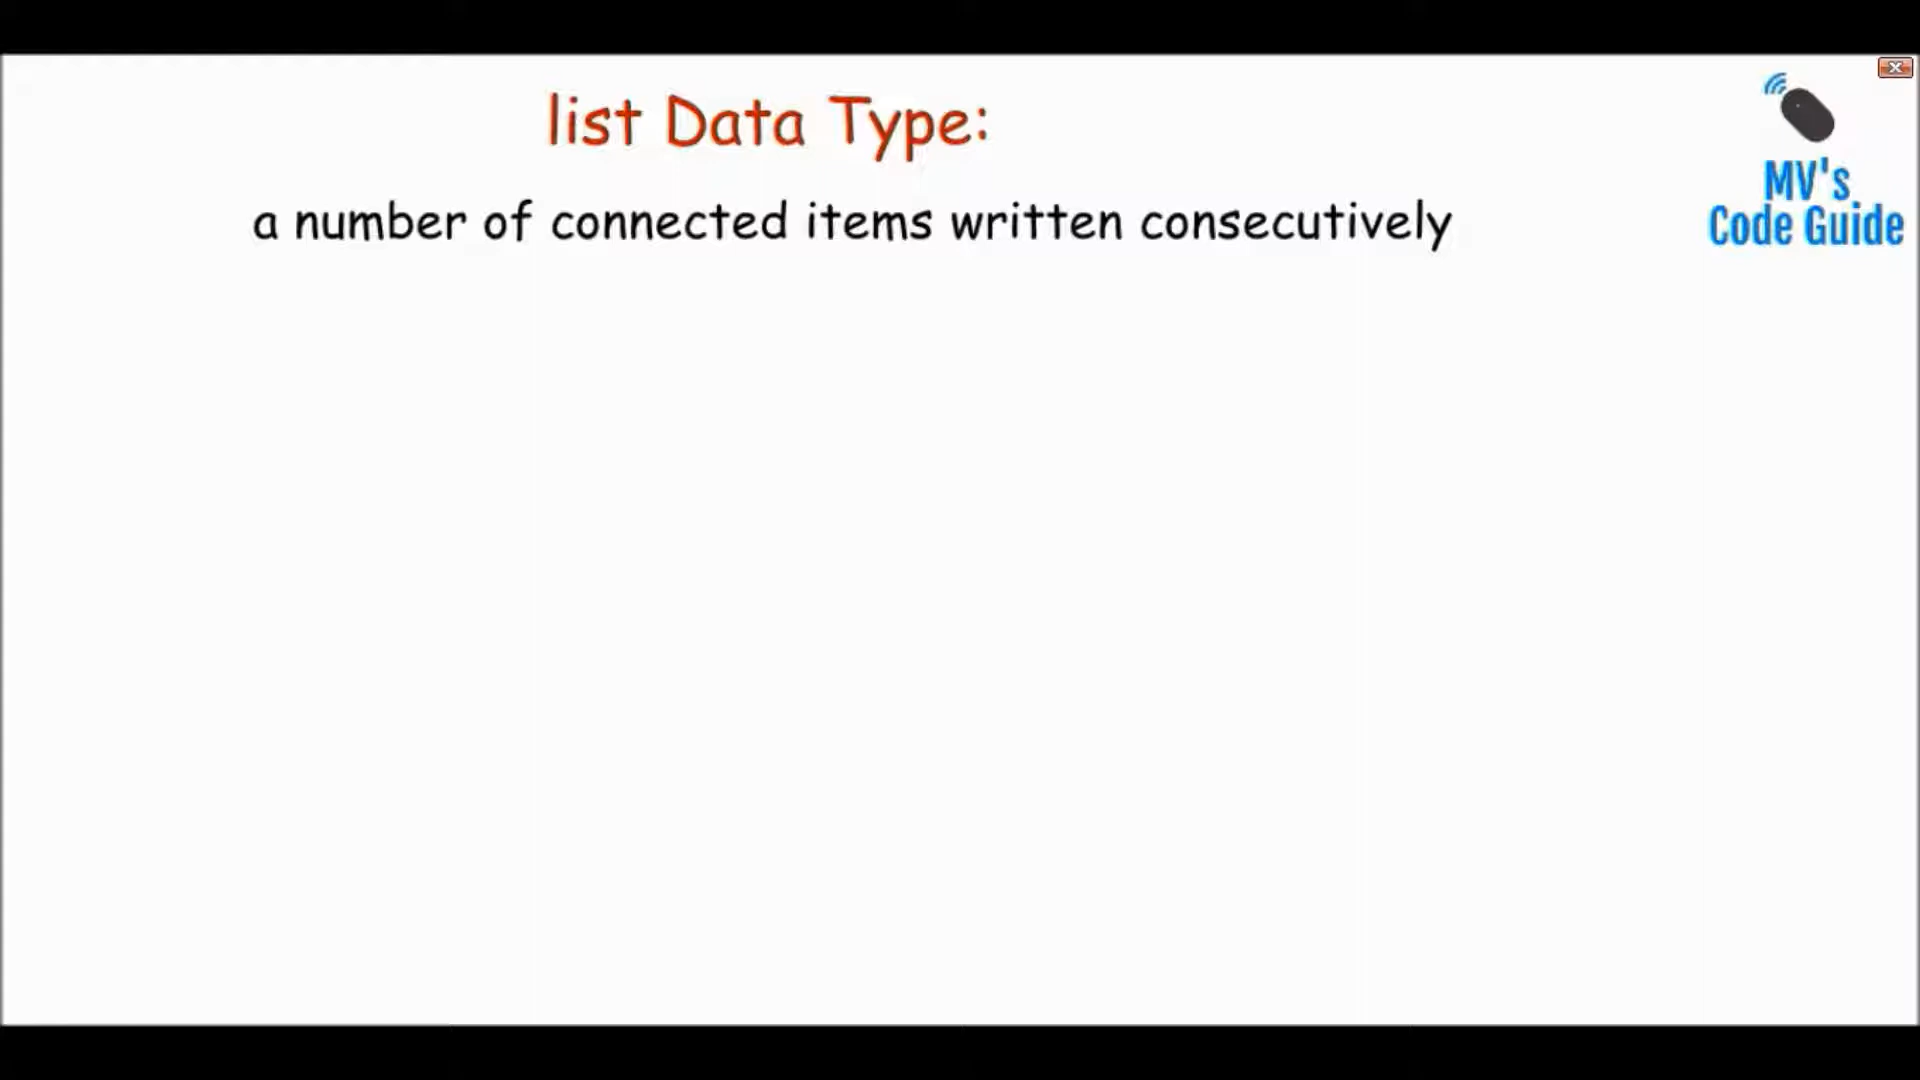 list Data Type:
a number of connected items written consecutively
MV's
Code Guide